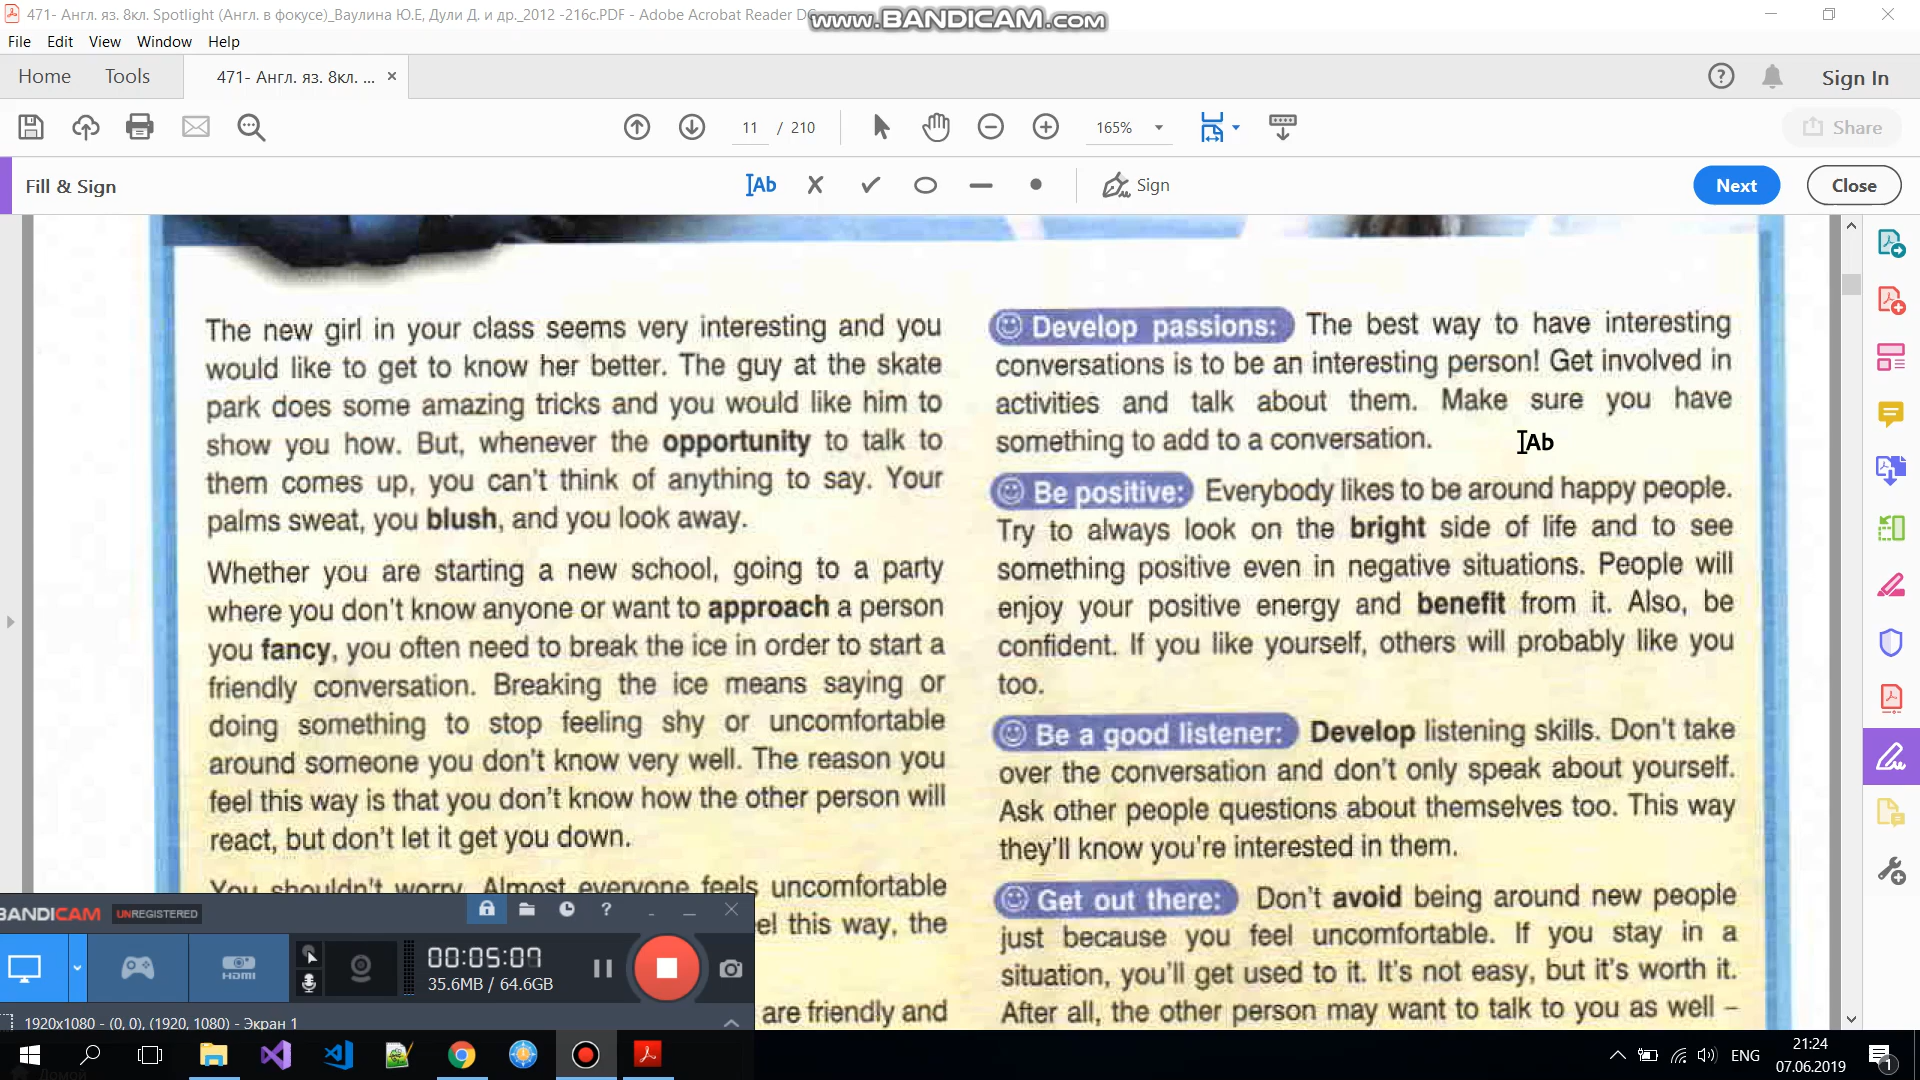 471- Англ. яз. 8кл. Spotlight (Англ. в фокусе)_Ваулина Ю.Е, Дули Д. и др._2012 -216с.PDF - Adobe Acrobat Reader DC
www.BANDICAM.com
File Edit View Window Help
Home Tools 471- Англ. яз. 8кл. ... × Sign In
11 / 210 165% Share
Fill & Sign Ab Sign Next Close
The new girl in your class seems very interesting and you
would like to get to know her better. The guy at the skate
park does some amazing tricks and you would like him to
show you how. But, whenever the opportunity to talk to
them comes up, you can't think of anything to say. Your
palms sweat, you blush, and you look away.
Whether you are starting a new school, going to a party
where you don't know anyone or want to approach a person
you fancy, you often need to break the ice in order to start a
friendly conversation. Breaking the ice means saying or
doing something to stop feeling shy or uncomfortable
around someone you don't know very well. The reason you
feel this way is that you don't know how the other person will
react, but don't let it get you down.
You shouldn't worry. Almost everyone feels uncomfortable
el this way, the
are friendly and
Develop passions: The best way to have interesting
conversations is to be an interesting person! Get involved in
activities and talk about them. Make sure you have
something to add to a conversation.
Ab
Be positive: Everybody likes to be around happy people.
Try to always look on the bright side of life and to see
something positive even in negative situations. People will
enjoy your positive energy and benefit from it. Also, be
confident. If you like yourself, others will probably like you
too.
Be a good listener: Develop listening skills. Don't take
over the conversation and don't only speak about yourself.
Ask other people questions about themselves too. This way
they'll know you're interested in them.
Get out there: Don't avoid being around new people
just because you feel uncomfortable. If you stay in a
situation, you'll get used to it. It's not easy, but it's worth it.
After all, the other person may want to talk to you as well –
BANDICAM UNREGISTERED
HDMI
00:05:07
35.6MB / 64.6GB
1920x1080 - (0, 0), (1920, 1080) - Экран 1
ENG
21:24
07.06.2019
1